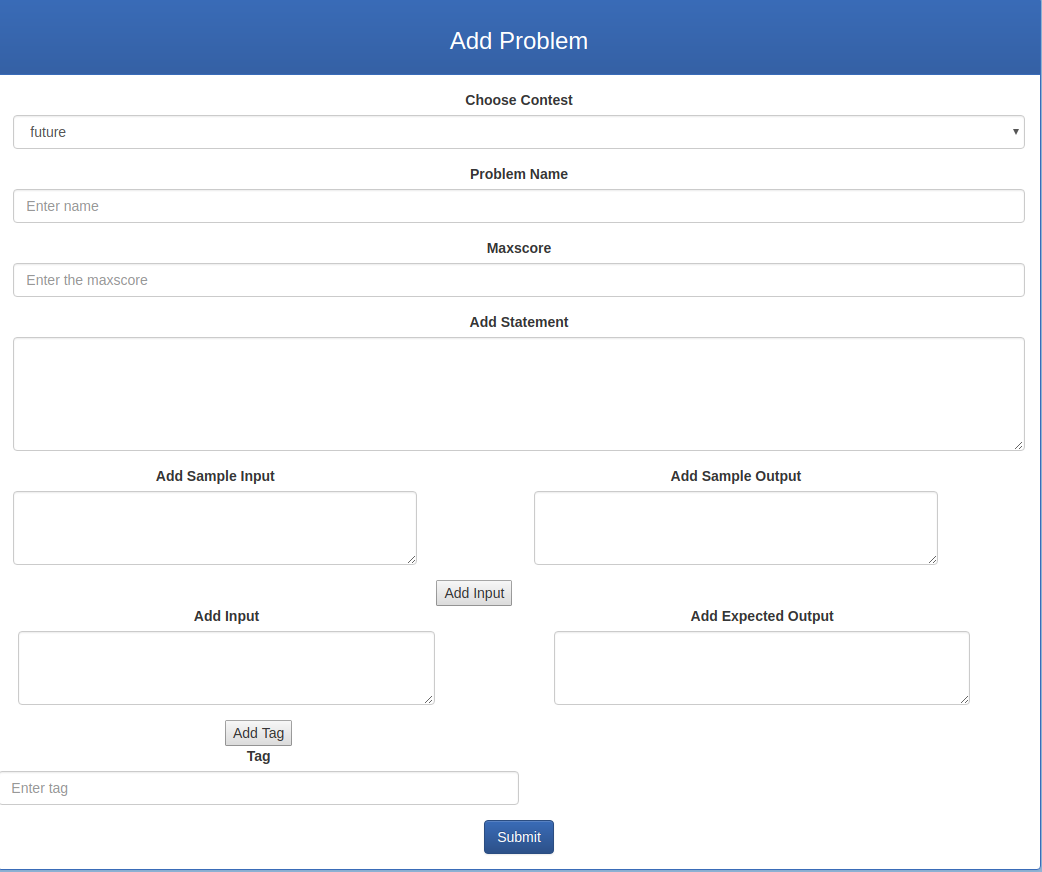 Add Problem
Choose Contest
future
Problem Name
Enter name
Maxscore
Enter the maxscore
Add Statement
Add Sample Input
Add Sample Output
Add Input
Add Input
Add Expected Output
Add Tag
Tag
Enter tag
Submit